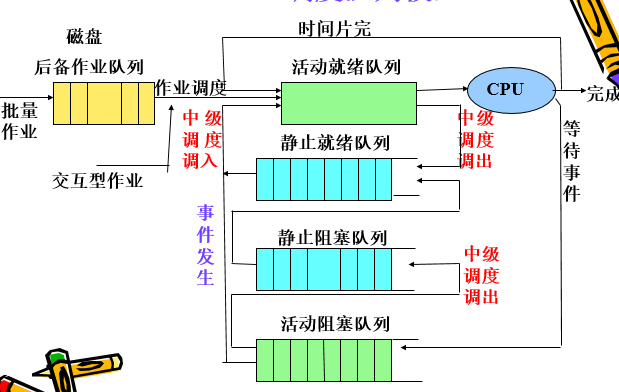 时间片完
磁盘
后备作业队列
活动就绪队列
作业调度
CPU
完成
批量
作业
中 级
调 度
调入
中级
调度
调出
等
待
事
件
静止就绪队列
交互型作业
事
件
发
生
静止阻塞队列
中级
调度
调出
活动阻塞队列